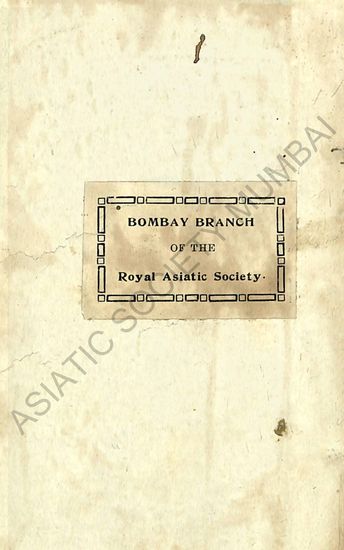 BOMBAY BRANCH
OF THE
Royal Asiatic Society.
ASIATIC SOCIETY MUMBAI